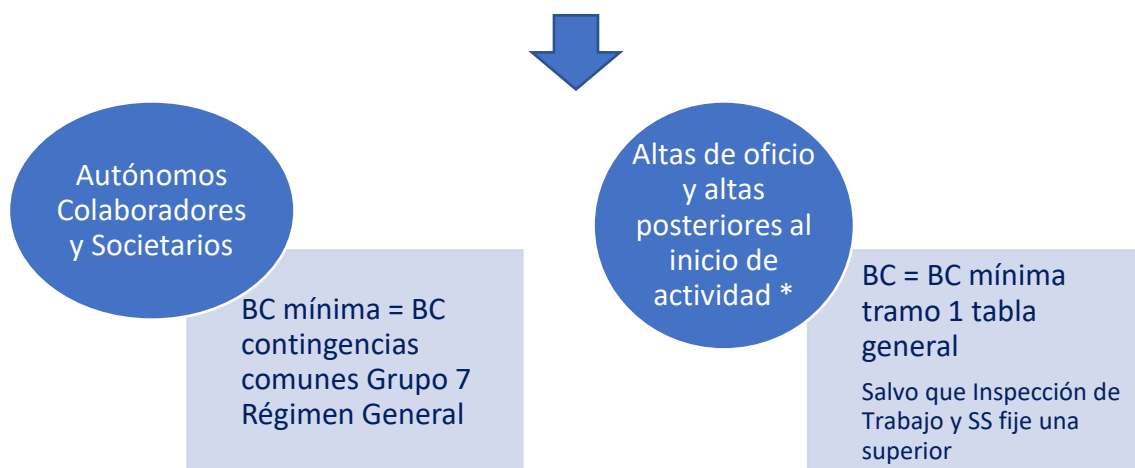 Autónomos
Colaboradores
y Societarios
BC mínima = BC
contingencias
comunes Grupo 7
Régimen General
Altas de oficio
y altas
posteriores al
inicio de
actividad *
BC = BC mínima
tramo 1 tabla
general
Salvo que Inspección de
Trabajo y SS fije una
superior